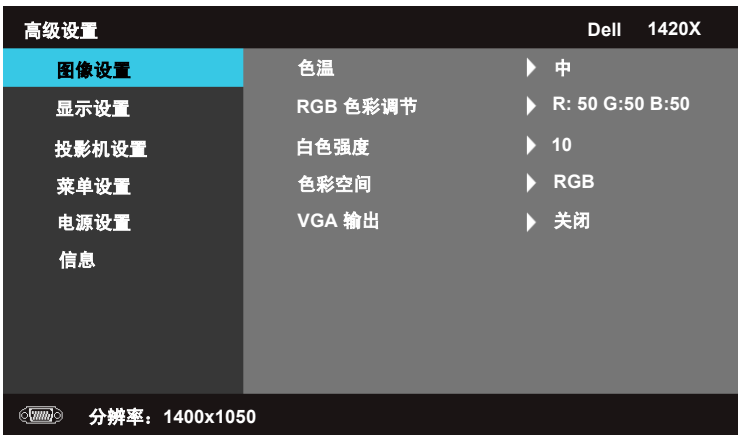 高级设置 Dell 1420X
图像设置 色温 中
显示设置 RGB 色彩调节 R: 50 G:50 B:50
投影机设置 白色强度 10
菜单设置 色彩空间 RGB
电源设置 VGA 输出 关闭
信息
分辨率：1400x1050